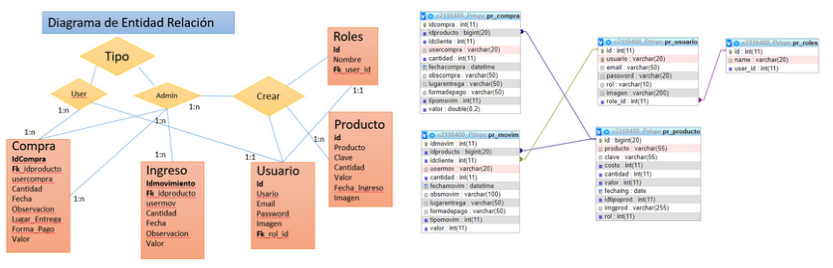 Diagrama de Entidad Relación
Tipo
User
Admin
Crear
1:n
1:n
1:n
1:1
1:n
1:n
1:1
1:n
Roles
Id
Nombre
Fk_user_id
Producto
id
Producto
Clave
Cantidad
Valor
Fecha_Ingreso
Imagen
Compra
IdCompra
Fk_idproducto
usercompra
Cantidad
Fecha
Observacion
Lugar_Entrega
Forma_Pago
Valor
Ingreso
Idmovimiento
Fk_idproducto
usermov
Cantidad
Fecha
Observacion
Valor
Usuario
Id
Usario
Email
Password
Imagen
Fk_rol_id
pr_compra
idcompra : int(11)
idproducto : bigint(20)
idcliente : int(11)
usercompra : varchar(20)
cantidad : int(11)
fechacompra : datetime
obscompra : varchar(50)
lugarentrega : varchar(50)
formadepago : varchar(50)
tipomovim : int(11)
valor : double(8,2)
pr_usuario
id : int(11)
usuario : varchar(20)
email : varchar(50)
password : varchar(20)
rol : varchar(10)
imagen : varchar(200)
role_id : int(11)
pr_roles
id : int(11)
name : varchar(20)
user_id : int(11)
pr_movim
idmovim : int(11)
idproducto : bigint(20)
idcliente : int(11)
usermov : varchar(20)
cantidad : int(11)
fechamovim : datetime
obsmovim : varchar(100)
lugarentrega : varchar(50)
formadepago : varchar(50)
tipomovim : int(11)
valor : int(11)
pr_producto
id : bigint(20)
producto : varchar(55)
clave : varchar(55)
costo : int(11)
cantidad : int(11)
valor : int(11)
fechaing : date
idtipoprod : int(11)
imgprod : varchar(255)
rol : int(11)